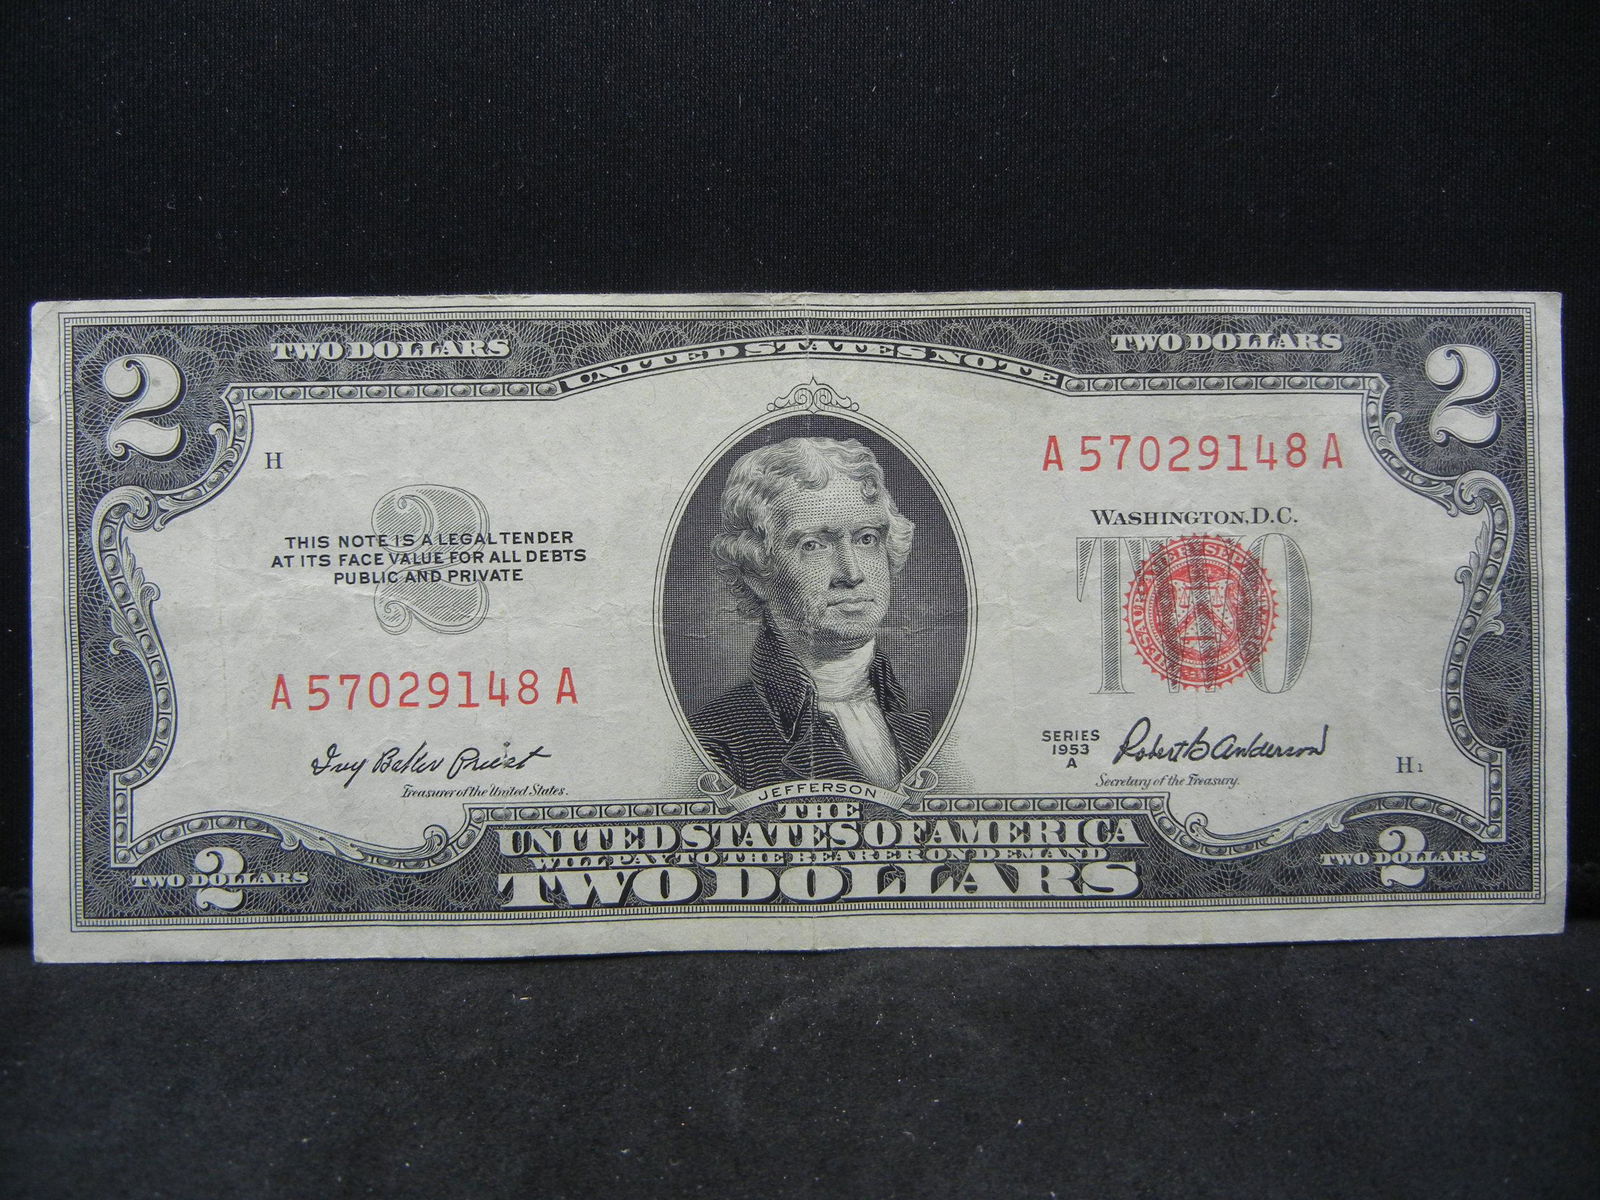 2 TWO DOLLARS UNITED STATES NOTE TWO DOLLARS 2
H
A 57029148 A
WASHINGTON, D.C.
2
THIS NOTE IS A LEGAL TENDER
AT ITS FACE VALUE FOR ALL DEBTS
PUBLIC AND PRIVATE
TWO
A 57029148 A
Ivy Baker Priest
Treasurer of the United States.
SERIES
1953
A
Robert B Anderson
Secretary of the Treasury.
H1
JEFFERSON
THE
UNITED STATES OF AMERICA
WILL PAY TO THE BEARER ON DEMAND
TWO DOLLARS
TWO 2 DOLLARS
TWO 2 DOLLARS